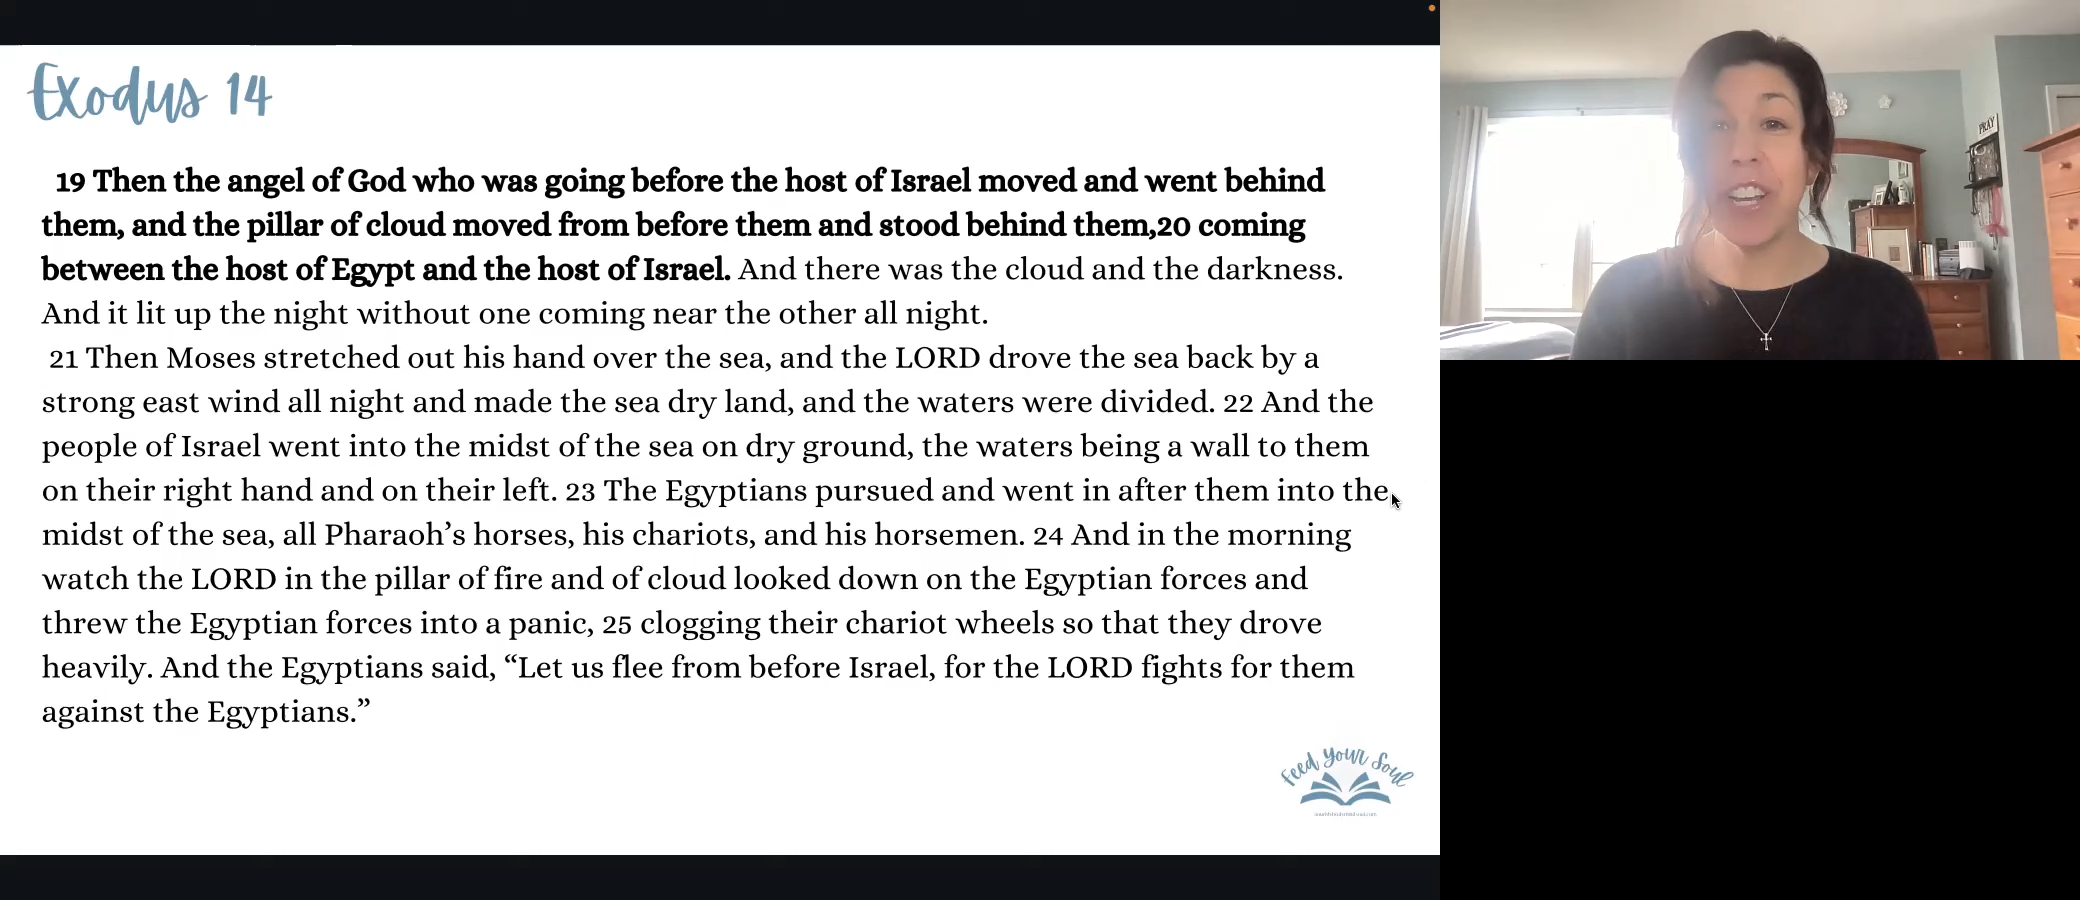 Exodus 14
19 Then the angel of God who was going before the host of Israel moved and went behind
them, and the pillar of cloud moved from before them and stood behind them,20 coming
between the host of Egypt and the host of Israel. And there was the cloud and the darkness.
And it lit up the night without one coming near the other all night.
21 Then Moses stretched out his hand over the sea, and the LORD drove the sea back by a
strong east wind all night and made the sea dry land, and the waters were divided. 22 And the
people of Israel went into the midst of the sea on dry ground, the waters being a wall to them
on their right hand and on their left. 23 The Egyptians pursued and went in after them into the
midst of the sea, all Pharaoh’s horses, his chariots, and his horsemen. 24 And in the morning
watch the LORD in the pillar of fire and of cloud looked down on the Egyptian forces and
threw the Egyptian forces into a panic, 25 clogging their chariot wheels so that they drove
heavily. And the Egyptians said, “Let us flee from before Israel, for the LORD fights for them
against the Egyptians.”
Feed Your Soul
PRAY